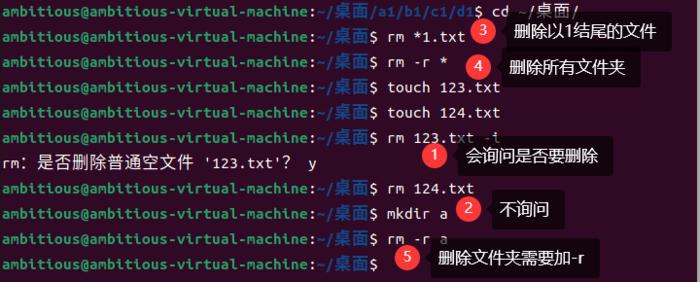 ambitious@ambitious-virtual-machine:~/桌面/a1/b1/c1/d1$ cd ~/桌面/
ambitious@ambitious-virtual-machine:~/桌面$ rm *1.txt 3 删除以1结尾的文件
ambitious@ambitious-virtual-machine:~/桌面$ rm -r * 4 删除所有文件夹
ambitious@ambitious-virtual-machine:~/桌面$ touch 123.txt
ambitious@ambitious-virtual-machine:~/桌面$ touch 124.txt
ambitious@ambitious-virtual-machine:~/桌面$ rm 123.txt -i
1 会询问是否要删除
rm：是否删除普通空文件 '123.txt'？ y
ambitious@ambitious-virtual-machine:~/桌面$ rm 124.txt
ambitious@ambitious-virtual-machine:~/桌面$ mkdir a 2 不询问
ambitious@ambitious-virtual-machine:~/桌面$ rm -r a
ambitious@ambitious-virtual-machine:~/桌面$ 5 删除文件夹需要加-r